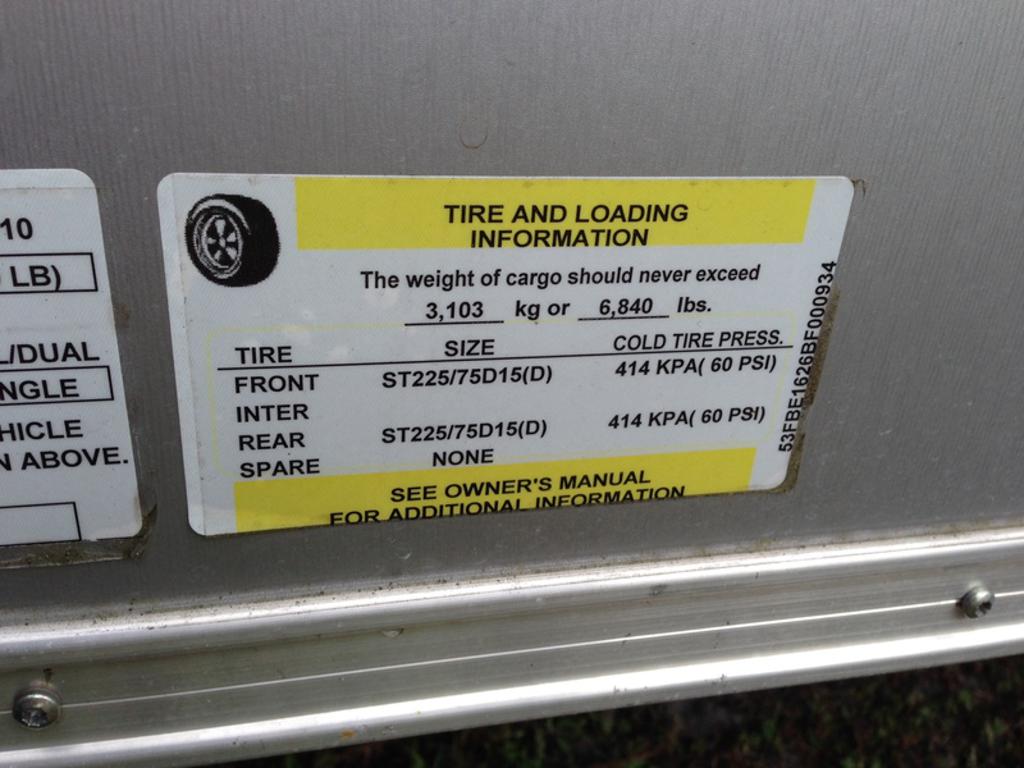 10
LB)
L/DUAL
NGLE
HICLE
N ABOVE.
TIRE AND LOADING
INFORMATION
The weight of cargo should never exceed
3,103 kg or 6,840 lbs.
TIRE SIZE COLD TIRE PRESS.
FRONT ST225/75D15(D) 414 KPA( 60 PSI)
INTER
REAR ST225/75D15(D) 414 KPA( 60 PSI)
SPARE NONE
SEE OWNER'S MANUAL
FOR ADDITIONAL INFORMATION
53FBE1626BF000934